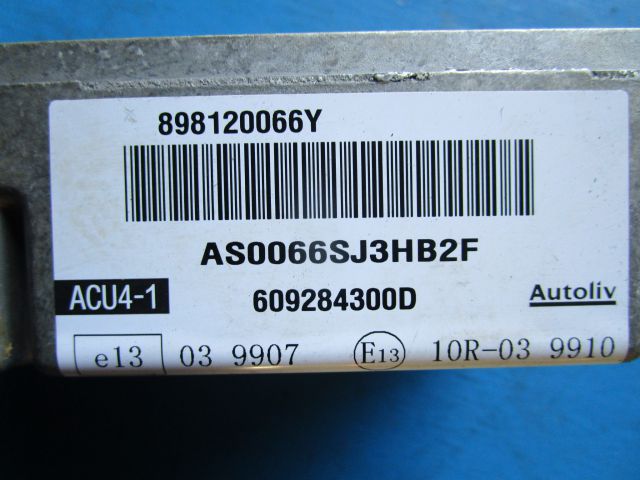 898120066Y
AS0066SJ3HB2F
ACU4-1 609284300D Autoliv
e13 03 9907 E13 10R-03 9910